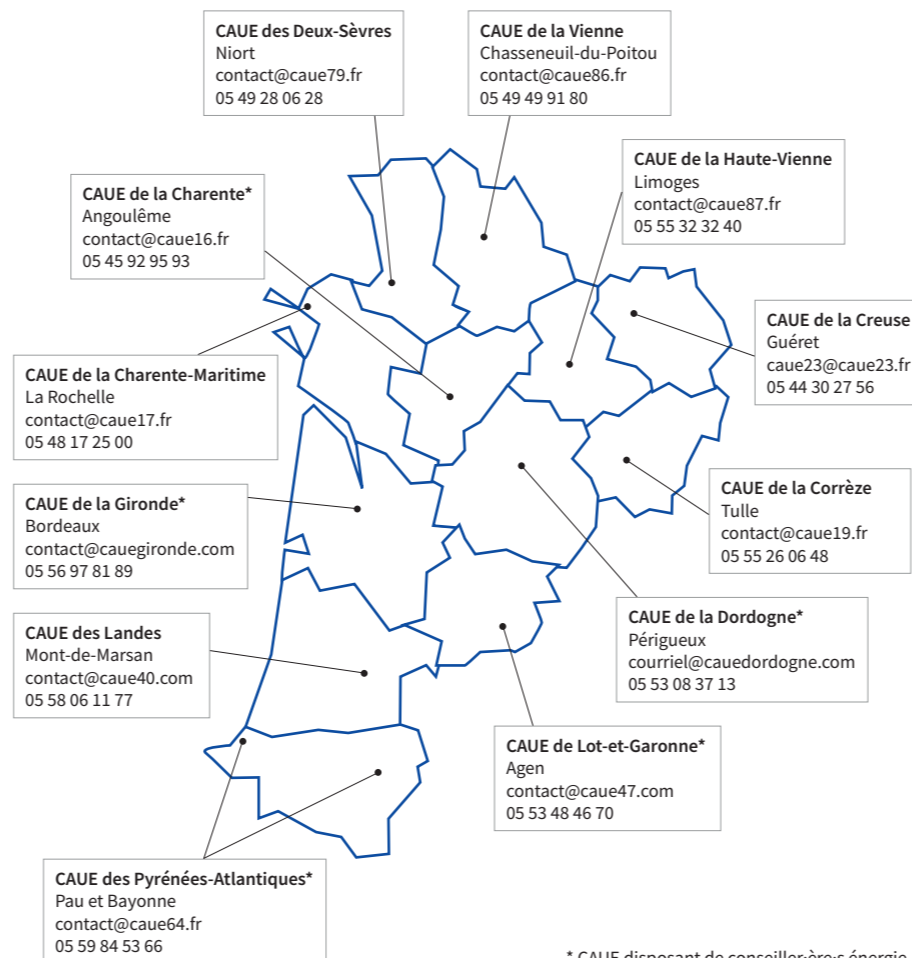 CAUE des Deux-Sèvres
Niort
contact@caue79.fr
05 49 28 06 28
CAUE de la Vienne
Chasseneuil-du-Poitou
contact@caue86.fr
05 49 49 91 80
CAUE de la Haute-Vienne
Limoges
contact@caue87.fr
05 55 32 32 40
CAUE de la Charente*
Angoulême
contact@caue16.fr
05 45 92 95 93
CAUE de la Creuse
Guéret
caue23@caue23.fr
05 44 30 27 56
CAUE de la Charente-Maritime
La Rochelle
contact@caue17.fr
05 48 17 25 00
CAUE de la Corrèze
Tulle
contact@caue19.fr
05 55 26 06 48
CAUE de la Gironde*
Bordeaux
contact@cauegironde.com
05 56 97 81 89
CAUE de la Dordogne*
Périgueux
courriel@cauedordogne.com
05 53 08 37 13
CAUE des Landes
Mont-de-Marsan
contact@caue40.com
05 58 06 11 77
CAUE de Lot-et-Garonne*
Agen
contact@caue47.com
05 53 48 46 70
CAUE des Pyrénées-Atlantiques*
Pau et Bayonne
contact@caue64.fr
05 59 84 53 66
* CAUE disposant de conseiller·ère·s énergie